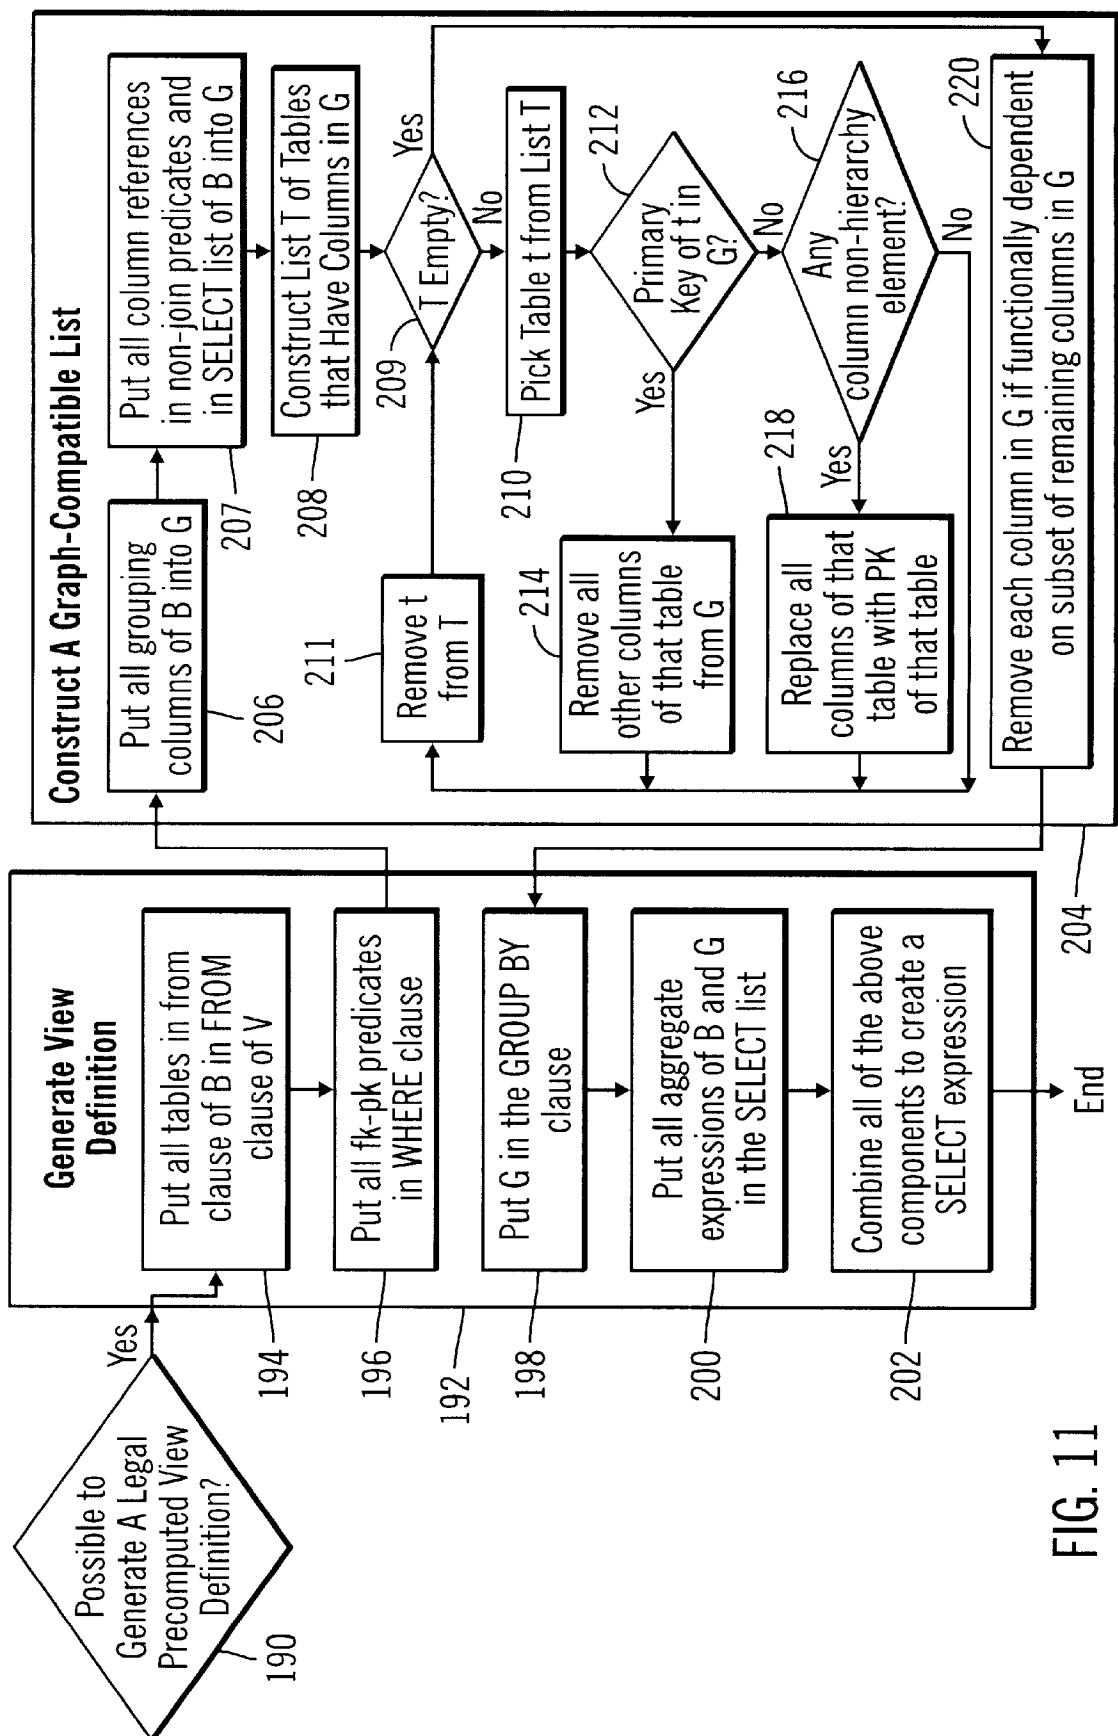 Possible to
Generate A Legal
Precomputed View
Definition?
190
Yes
Generate View
Definition
Put all tables in from
clause of B in FROM
clause of V
194
Put all fk-pk predicates
in WHERE clause
196
192
Put G in the GROUP BY
clause
198
Put all aggregate
expressions of B and G
in the SELECT list
200
Combine all of the above
components to create a
SELECT expression
202
End
Construct A Graph-Compatible List
Put all grouping
columns of B into G
206
Put all column references
in non-join predicates and
in SELECT list of B into G
207
Construct List T of Tables
that Have Columns in G
208
T Empty?
209
Yes
No
Pick Table t from List T
210
Remove t
from T
211
Primary
Key of t in
G?
212
Yes
No
Remove all
other columns
of that table
from G
214
Any
column non-hierarchy
element?
216
Yes
No
Replace all
columns of that
table with PK
of that table
218
Remove each column in G if functionally dependent
on subset of remaining columns in G
220
204
FIG. 11